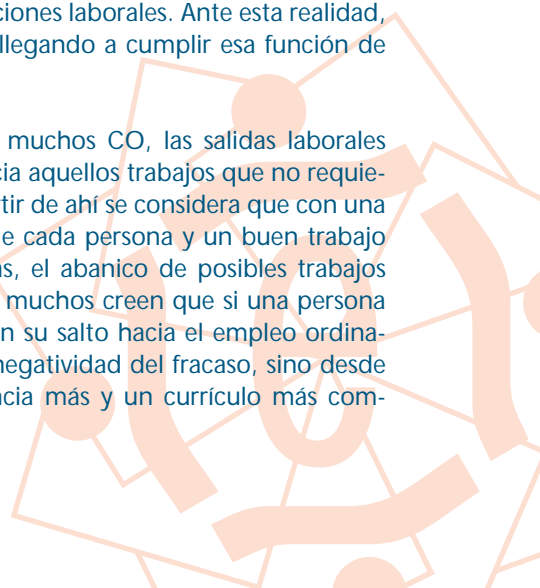 ciones laborales. Ante esta realidad,
llegando a cumplir esa función de
muchos CO, las salidas laborales
cia aquellos trabajos que no requie-
rtir de ahí se considera que con una
e cada persona y un buen trabajo
as, el abanico de posibles trabajos
muchos creen que si una persona
n su salto hacia el empleo ordina-
negatividad del fracaso, sino desde
ncia más y un currículo más com-